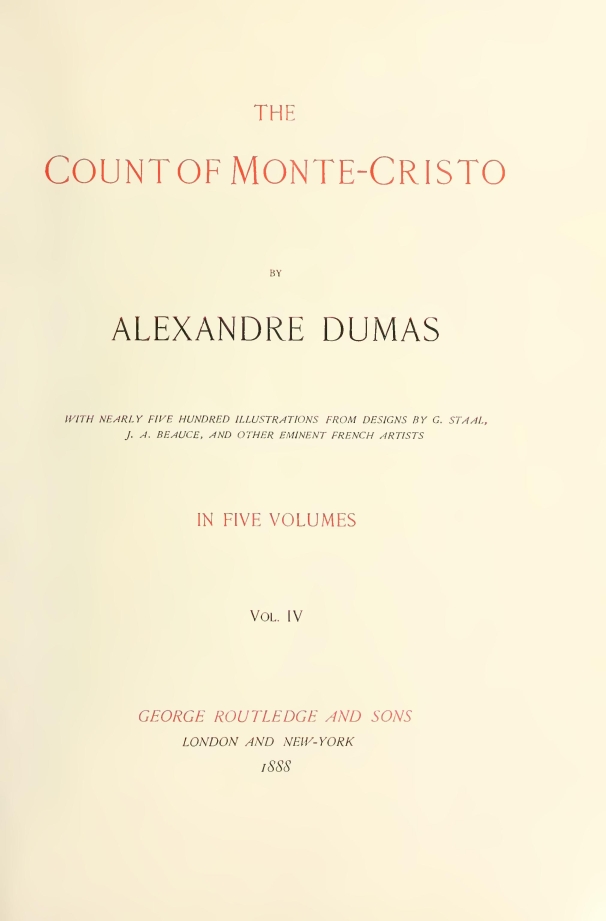 THE
COUNT OF MONTE-CRISTO
BY
ALEXANDRE DUMAS
WITH NEARLY FIVE HUNDRED ILLUSTRATIONS FROM DESIGNS BY G. STAAL,
J. A. BEAUCE, AND OTHER EMINENT FRENCH ARTISTS
IN FIVE VOLUMES
VOL. IV
GEORGE ROUTLEDGE AND SONS
LONDON AND NEW-YORK
1888